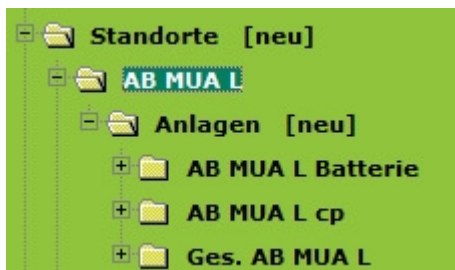 Standorte [neu]
AB MUA L
Anlagen [neu]
AB MUA L Batterie
AB MUA L cp
Ges. AB MUA L